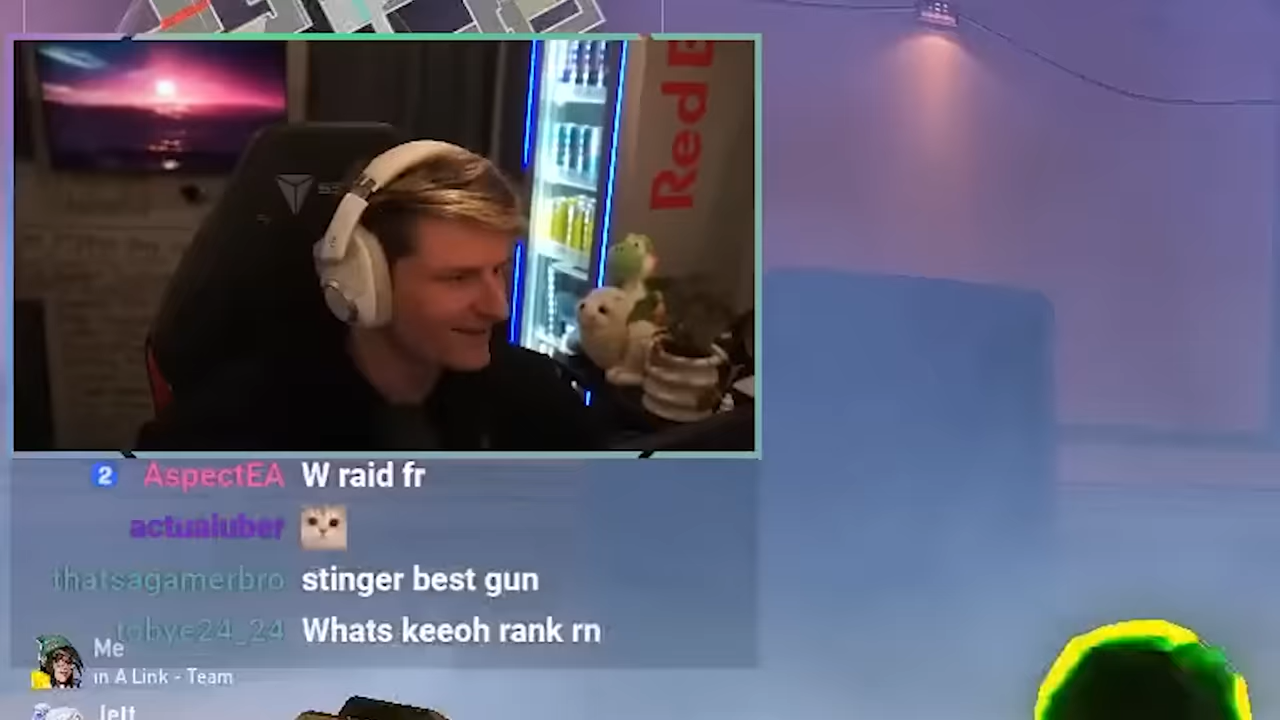 Red B
2 AspectEA W raid fr
actualuber
thatsagamerbro stinger best gun
tobye24_24 Whats keeoh rank rn
Me
in A Link - Team
Jett